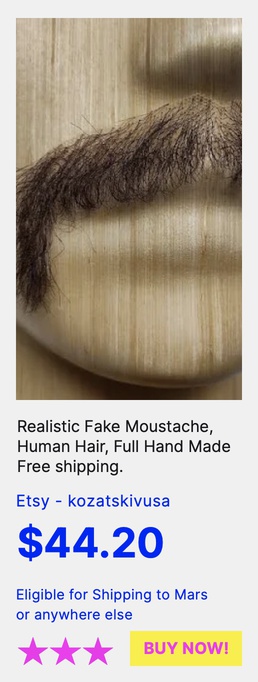 Realistic Fake Moustache,
Human Hair, Full Hand Made
Free shipping.
Etsy - kozatskivusa
$44.20
Eligible for Shipping to Mars
or anywhere else
BUY NOW!